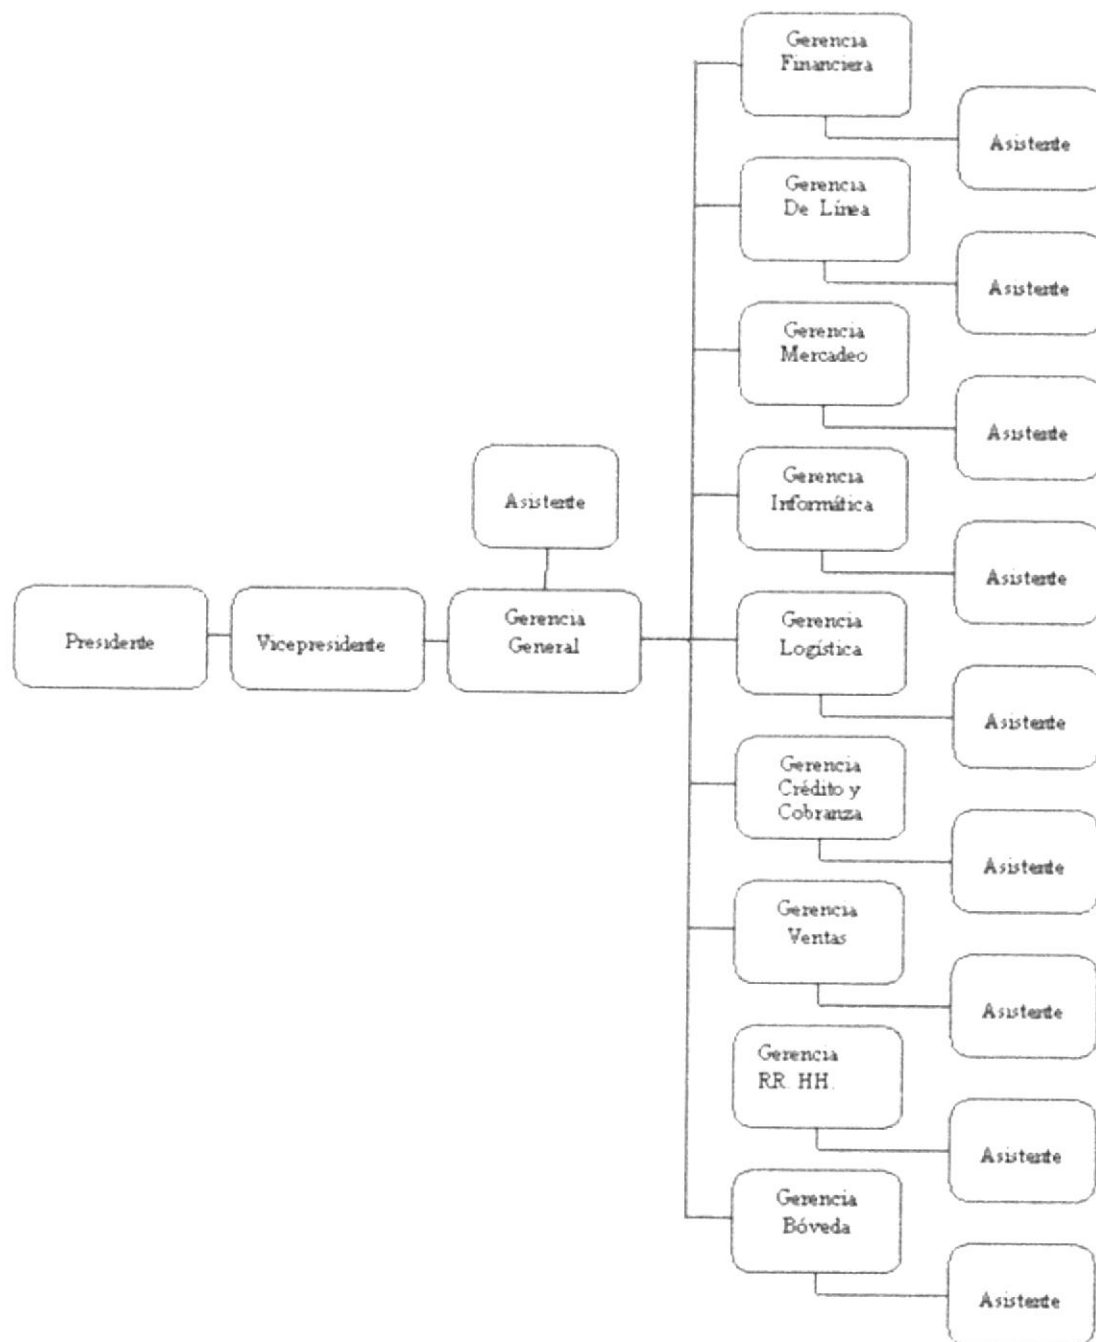 Gerencia
Financiera
Asistente
Gerencia
De Línea
Asistente
Gerencia
Mercadeo
Asistente
Gerencia
Informática
Asistente
Asistente
Presidente
Vicepresidente
Gerencia
General
Gerencia
Logística
Asistente
Gerencia
Crédito y
Cobranza
Asistente
Gerencia
Ventas
Asistente
Gerencia
RR. HH.
Asistente
Gerencia
Bóveda
Asistente